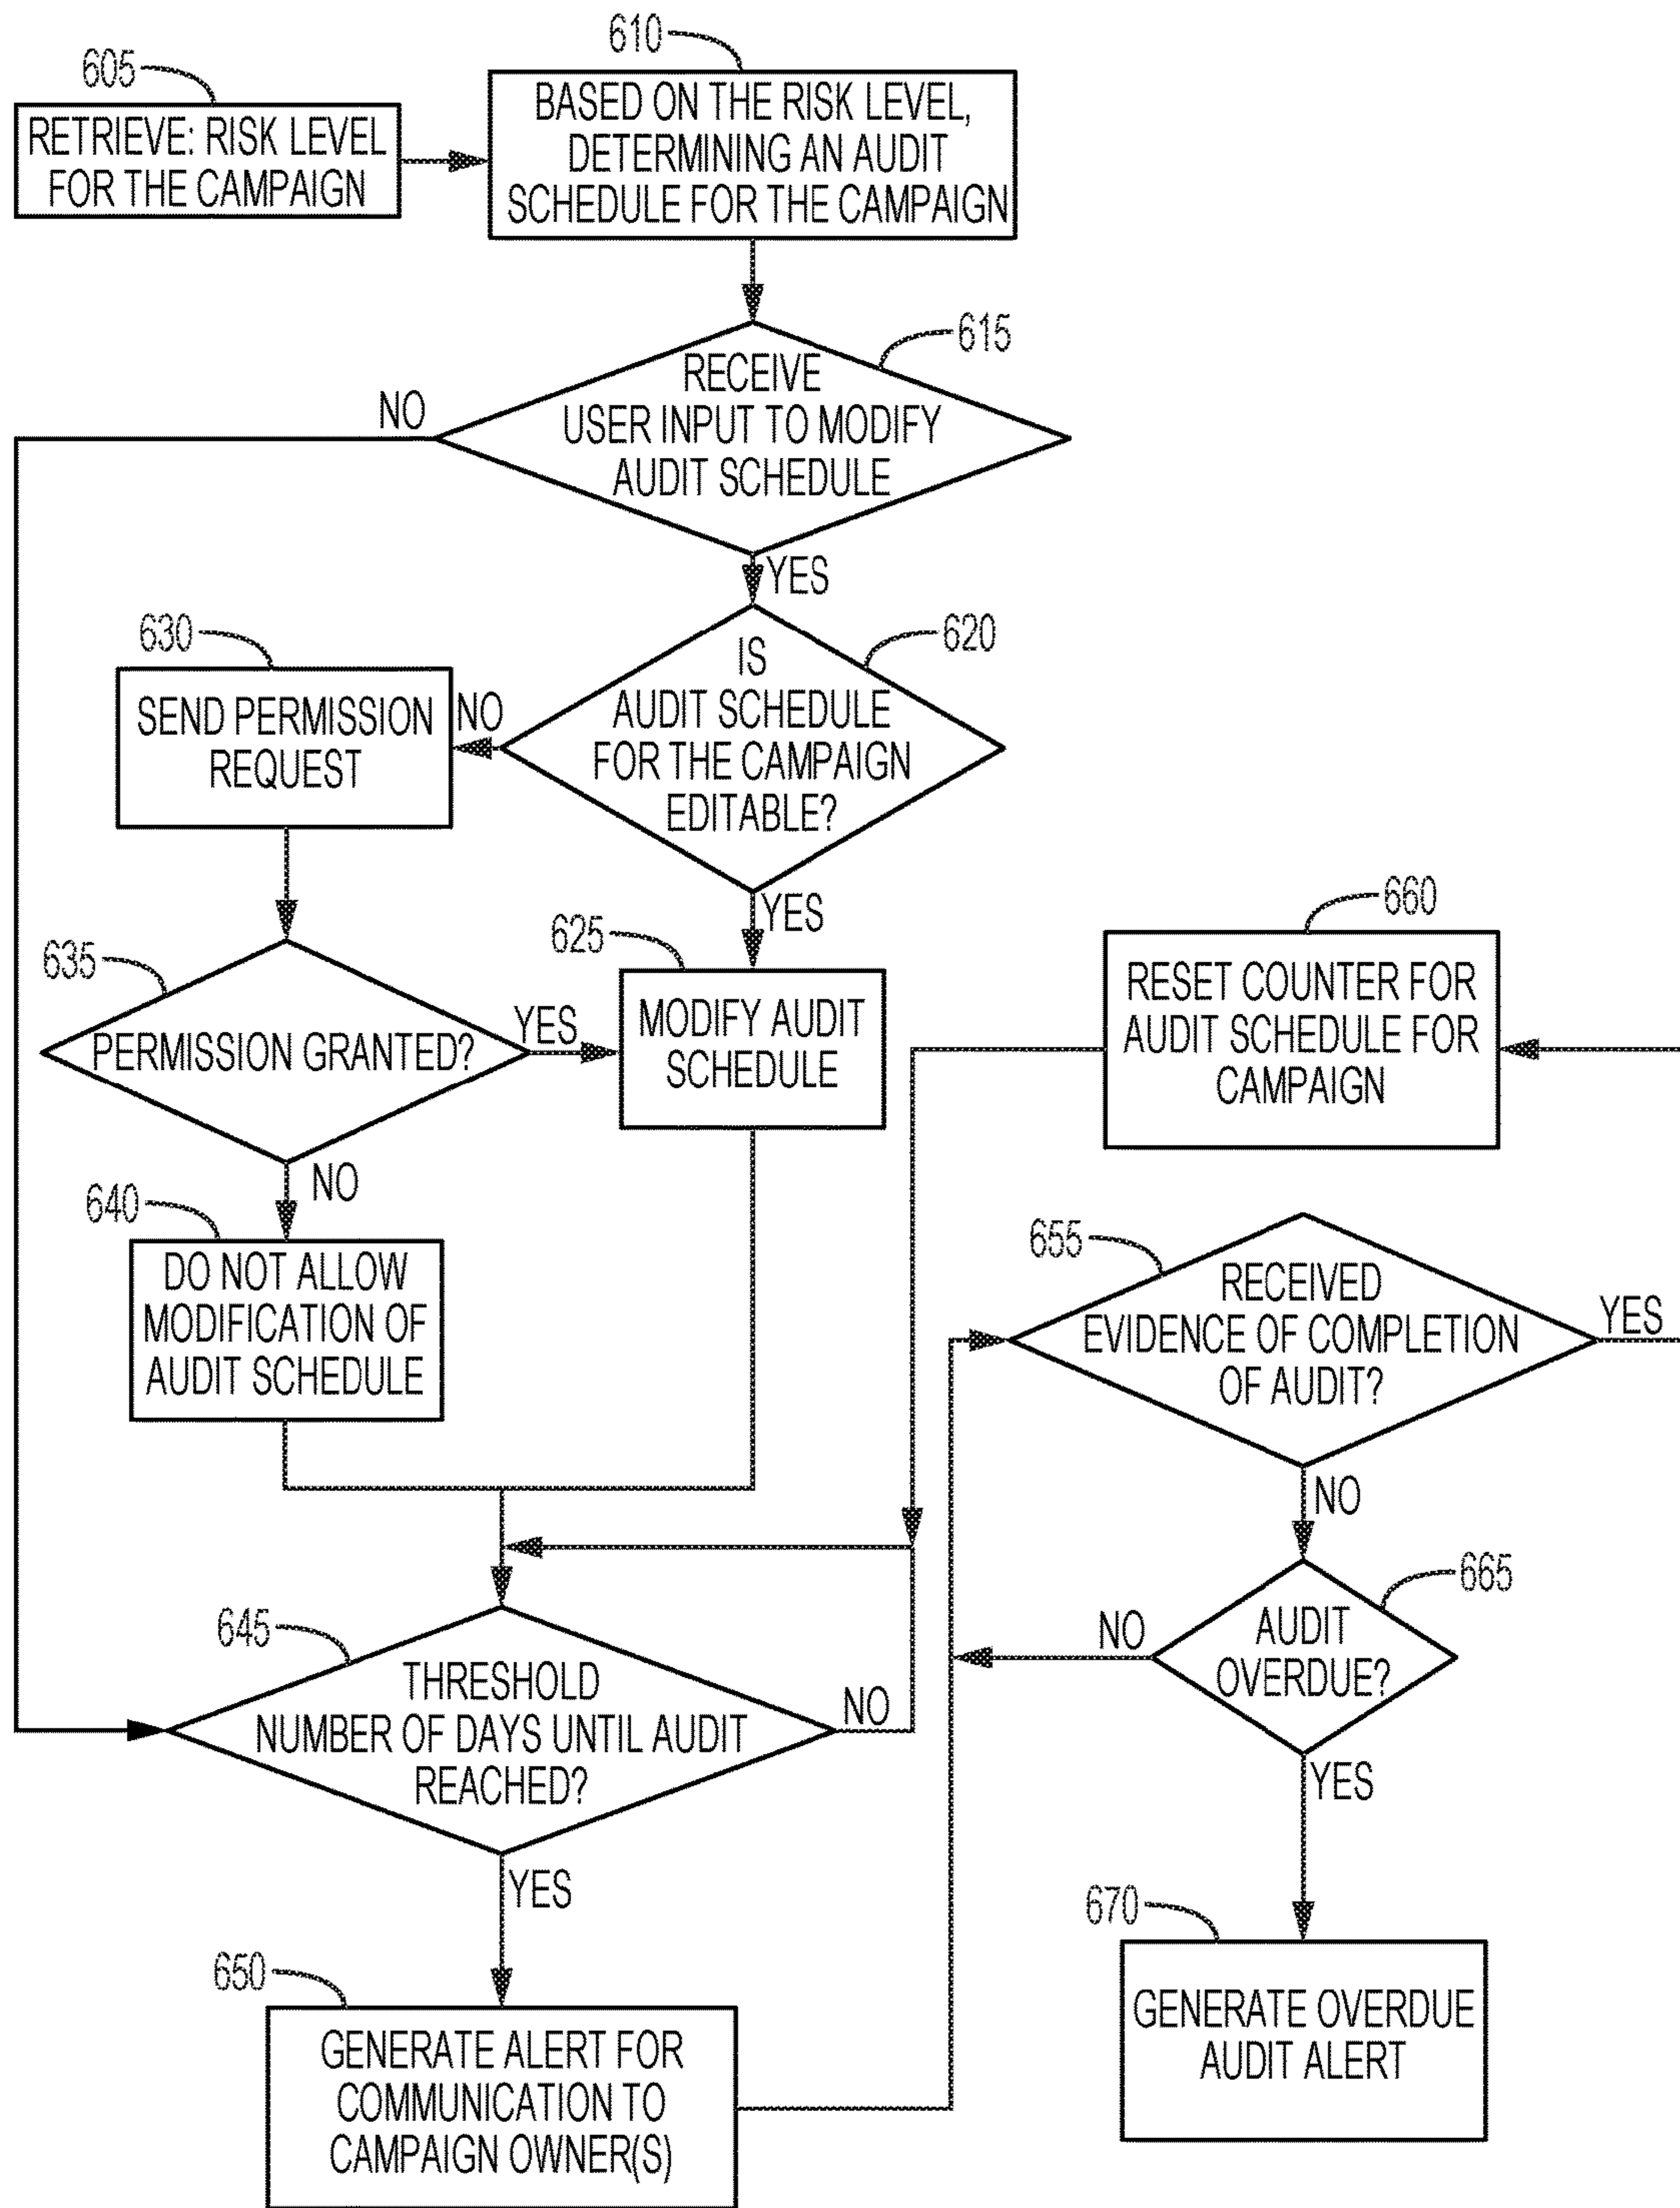 605
RETRIEVE: RISK LEVEL
FOR THE CAMPAIGN
610
BASED ON THE RISK LEVEL,
DETERMINING AN AUDIT
SCHEDULE FOR THE CAMPAIGN
615
RECEIVE
USER INPUT TO MODIFY
AUDIT SCHEDULE
NO
YES
620
IS
AUDIT SCHEDULE
FOR THE CAMPAIGN
EDITABLE?
NO
YES
630
SEND PERMISSION
REQUEST
635
PERMISSION GRANTED?
YES
NO
625
MODIFY AUDIT
SCHEDULE
640
DO NOT ALLOW
MODIFICATION OF
AUDIT SCHEDULE
645
THRESHOLD
NUMBER OF DAYS UNTIL AUDIT
REACHED?
NO
YES
650
GENERATE ALERT FOR
COMMUNICATION TO
CAMPAIGN OWNER(S)
660
RESET COUNTER FOR
AUDIT SCHEDULE FOR
CAMPAIGN
655
RECEIVED
EVIDENCE OF COMPLETION
OF AUDIT?
YES
NO
665
AUDIT
OVERDUE?
NO
YES
670
GENERATE OVERDUE
AUDIT ALERT